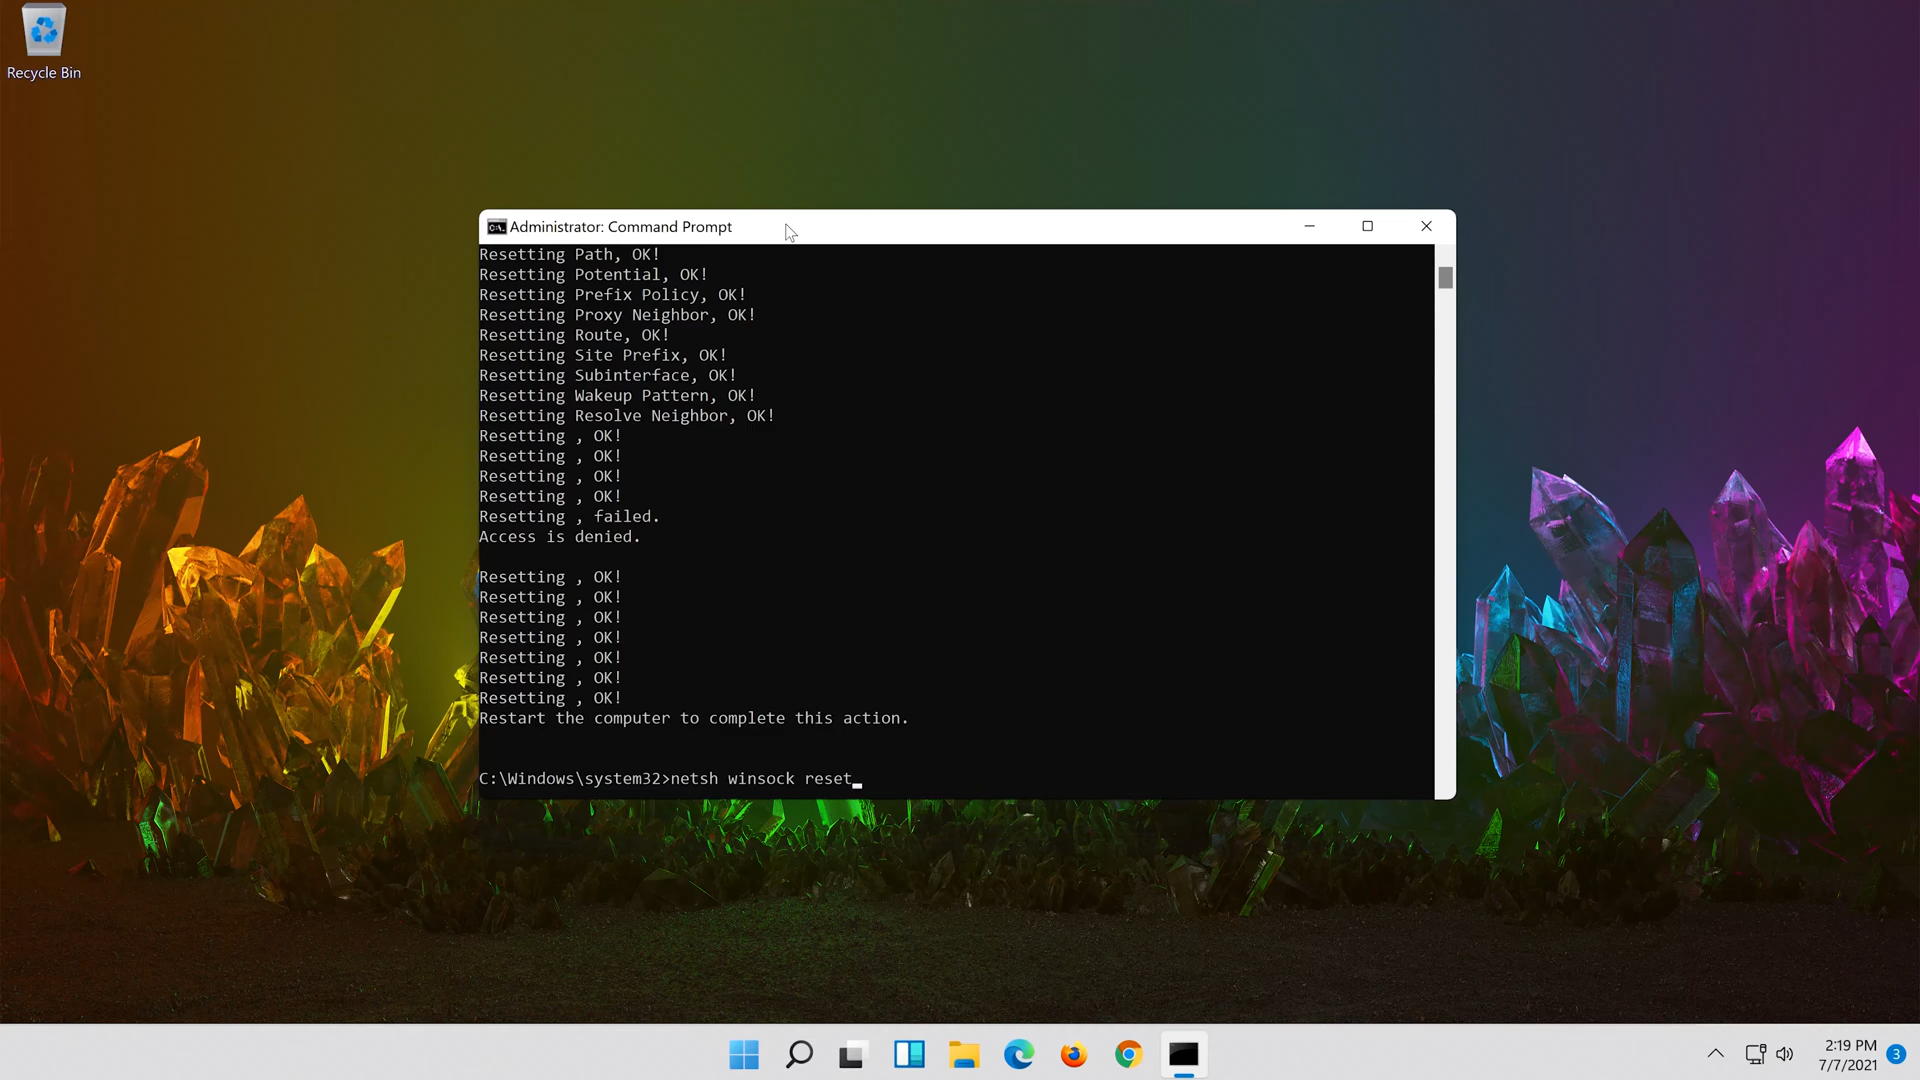 Recycle Bin
Administrator: Command Prompt
Resetting Path, OK!
Resetting Potential, OK!
Resetting Prefix Policy, OK!
Resetting Proxy Neighbor, OK!
Resetting Route, OK!
Resetting Site Prefix, OK!
Resetting Subinterface, OK!
Resetting Wakeup Pattern, OK!
Resetting Resolve Neighbor, OK!
Resetting , OK!
Resetting , OK!
Resetting , OK!
Resetting , OK!
Resetting , failed.
Access is denied.
Resetting , OK!
Resetting , OK!
Resetting , OK!
Resetting , OK!
Resetting , OK!
Resetting , OK!
Resetting , OK!
Restart the computer to complete this action.
C:\Windows\system32>netsh winsock reset_
2:19 PM
7/7/2021
3